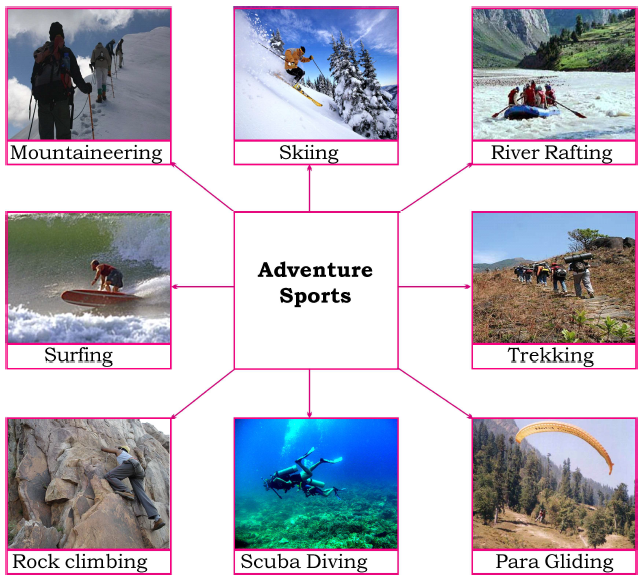 Mountaineering
Skiing
River Rafting
Adventure
Sports
Surfing
Trekking
Rock climbing
Scuba Diving
Para Gliding